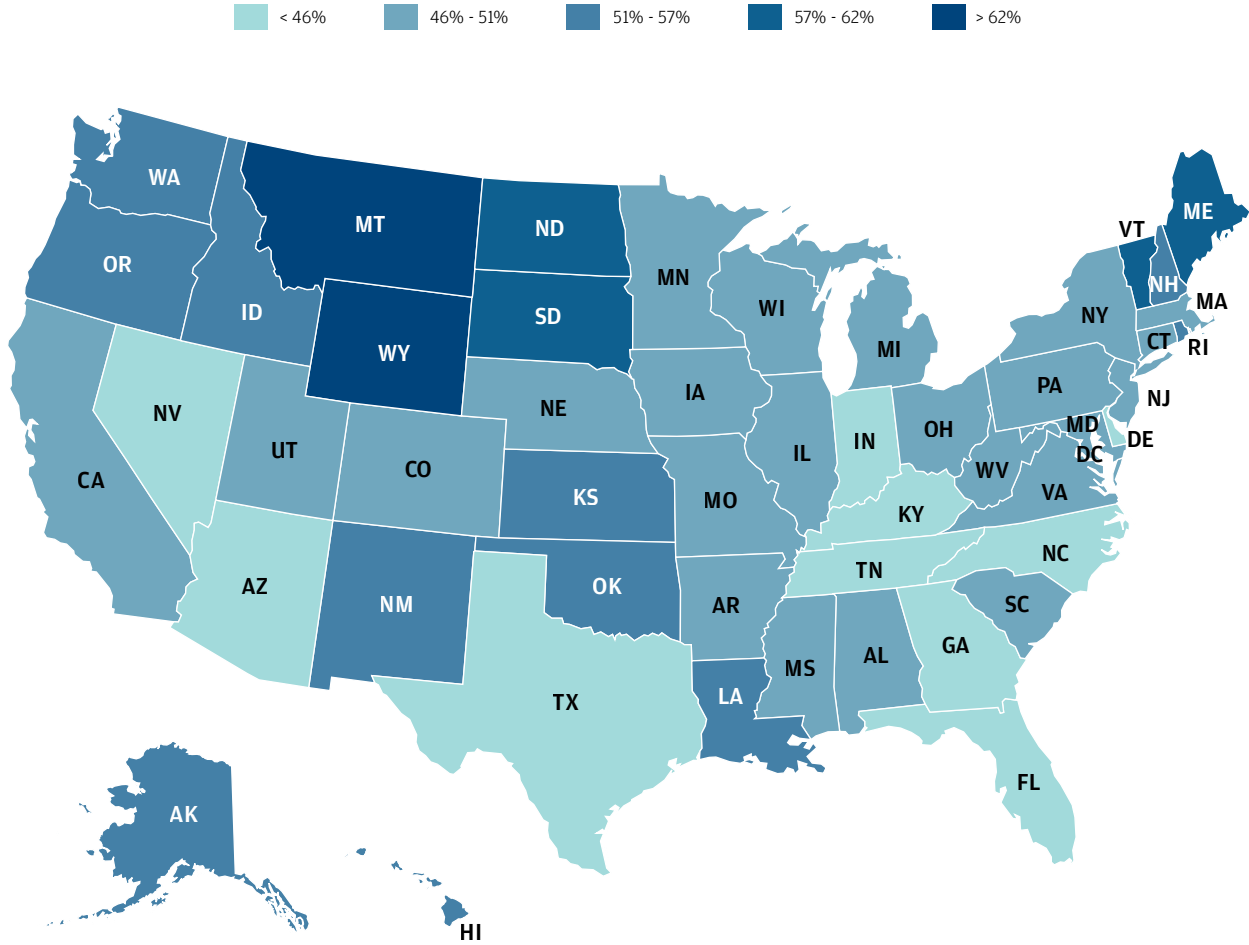 < 46% 46% - 51% 51% - 57% 57% - 62% > 62%
WA
MT
ND
ME
VT
OR
MN
NH
MA
ID
SD
WI
NY
CT
RI
WY
MI
PA
IA
NJ
NE
NV
OH
MD
DE
IN
UT
IL
DC
CO
WV
CA
VA
KS
MO
KY
NC
TN
AZ
OK
NM
AR
SC
GA
AL
MS
LA
TX
FL
AK
HI